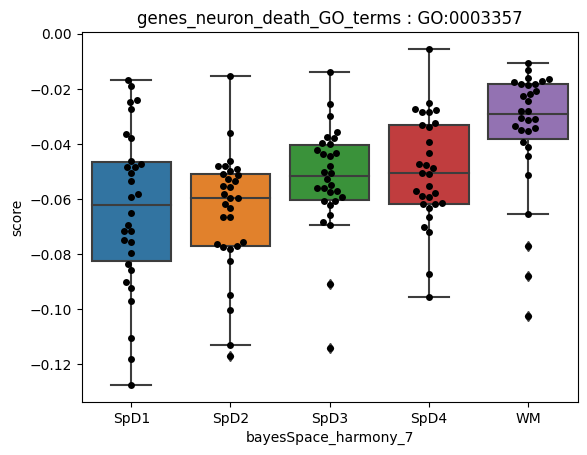 genes_neuron_death_GO_terms : GO:0003357
0.00
−0.02
−0.04
−0.06
−0.08
−0.10
−0.12
score
SpD1 SpD2 SpD3 SpD4 WM
bayesSpace_harmony_7